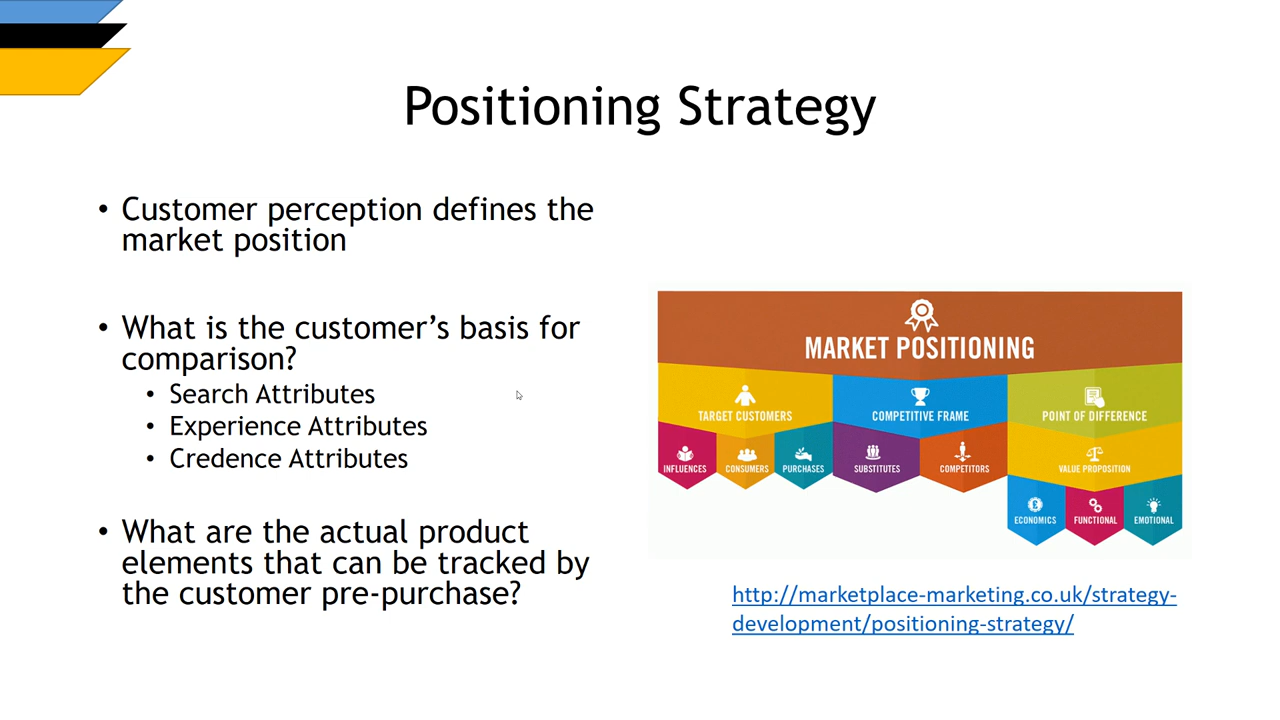 Positioning Strategy
• Customer perception defines the
market position
• What is the customer’s basis for
comparison?
• Search Attributes
• Experience Attributes
• Credence Attributes
• What are the actual product
elements that can be tracked by
the customer pre-purchase?
MARKET POSITIONING
TARGET CUSTOMERS
COMPETITIVE FRAME
POINT OF DIFFERENCE
INFLUENCES
CONSUMERS
PURCHASES
SUBSTITUTES
COMPETITORS
VALUE PROPOSITION
£
ECONOMICS
FUNCTIONAL
EMOTIONAL
http://marketplace-marketing.co.uk/strategy-
development/positioning-strategy/